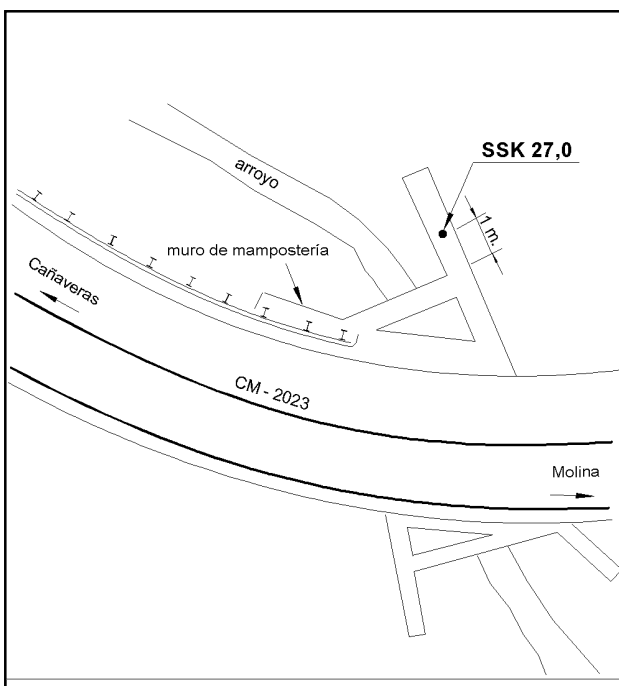 SSK 27,0
arroyo
1 m.
muro de mampostería
Cañaveras
CM - 2023
Molina